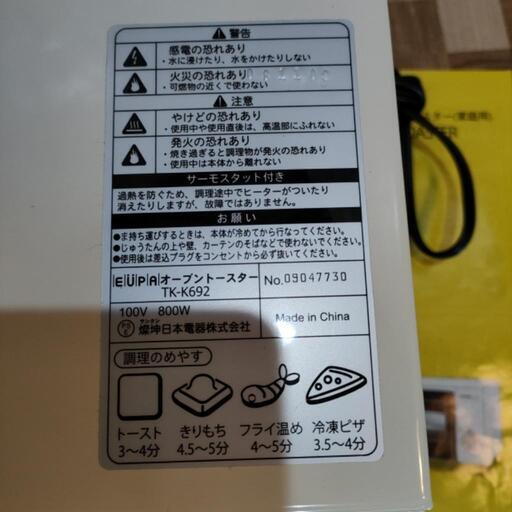 ⚠警告
感電の恐れあり
・水に浸けたり、水をかけたりしない
火災の恐れあり
・可燃物の近くで使わない
⚠注意
やけどの恐れあり
・使用中や使用直後は、高温部にふれない
発火の恐れあり
・焼き過ぎると調理物が発火の恐れあり
・使用中は本体から離れない
サーモスタット付き
過熱を防ぐため、調理途中でヒーターがついたり
消えたりしますが、故障ではありません。
お願い
●持ち運びするときは、本体が冷めてから行なってください。
●じゅうたんの上や壁、カーテンのそばなどで使わないでください。
●使用後は差込プラグをコンセントから必ず抜いてください。
EUPA オーブントースター
TK-K692
No.09047730
100V 800W
サンクン
燦坤日本電器株式会社
Made in China
調理のめやす
トースト
3〜4分
きりもち
4.5〜5分
フライ温め
4〜5分
冷凍ピザ
3.5〜4分
スター(家庭用)